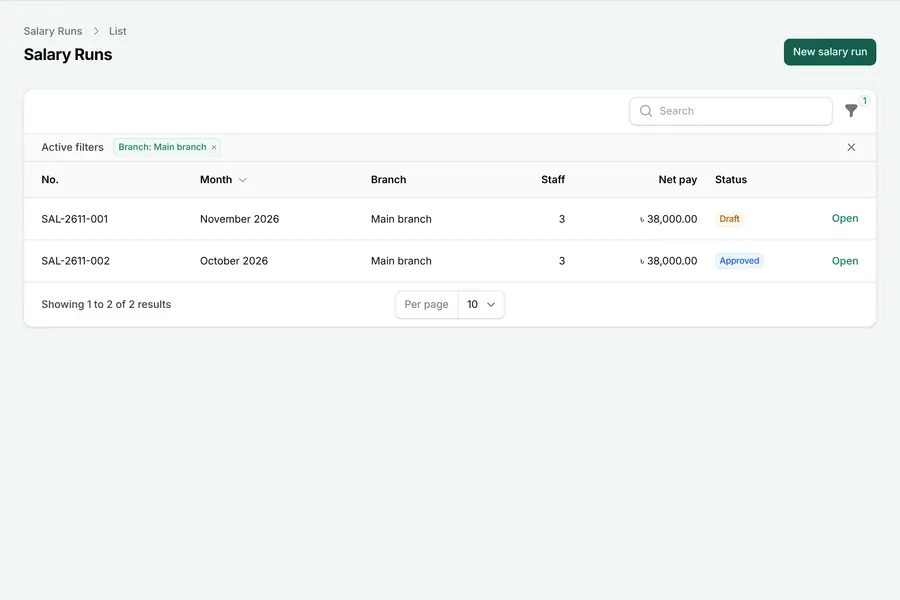 Salary Runs > List
Salary Runs
New salary run
Search
1
Active filters Branch: Main branch ×
No. Month Branch Staff Net pay Status
SAL-2611-001 November 2026 Main branch 3 ৳ 38,000.00 Draft Open
SAL-2611-002 October 2026 Main branch 3 ৳ 38,000.00 Approved Open
Showing 1 to 2 of 2 results Per page 10